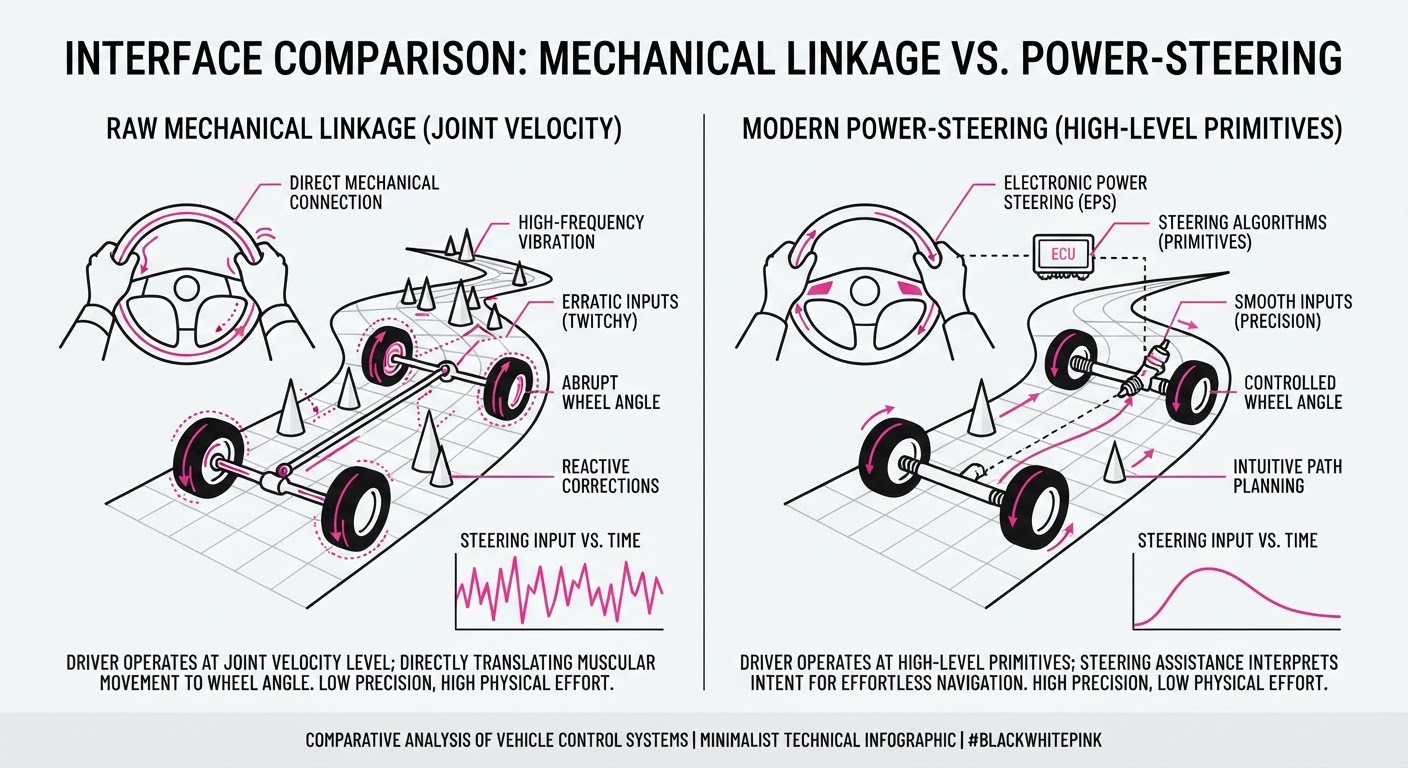 INTERFACE COMPARISON: MECHANICAL LINKAGE VS. POWER-STEERING
RAW MECHANICAL LINKAGE (JOINT VELOCITY)
DIRECT MECHANICAL
CONNECTION
HIGH-FREQUENCY
VIBRATION
ERRATIC INPUTS
(TWITCHY)
ABRUPT
WHEEL ANGLE
REACTIVE
CORRECTIONS
STEERING INPUT VS. TIME
DRIVER OPERATES AT JOINT VELOCITY LEVEL; DIRECTLY TRANSLATING MUSCULAR
MOVEMENT TO WHEEL ANGLE. LOW PRECISION, HIGH PHYSICAL EFFORT.
MODERN POWER-STEERING (HIGH-LEVEL PRIMITIVES)
ELECTRONIC POWER
STEERING (EPS)
STEERING ALGORITHMS
(PRIMITIVES)
ECU
SMOOTH INPUTS
(PRECISION)
CONTROLLED
WHEEL ANGLE
INTUITIVE PATH
PLANNING
STEERING INPUT VS. TIME
DRIVER OPERATES AT HIGH-LEVEL PRIMITIVES; STEERING ASSISTANCE INTERPRETS
INTENT FOR EFFORTLESS NAVIGATION. HIGH PRECISION, LOW PHYSICAL EFFORT.
COMPARATIVE ANALYSIS OF VEHICLE CONTROL SYSTEMS | MINIMALIST TECHNICAL INFOGRAPHIC | #BLACKWHITEPINK